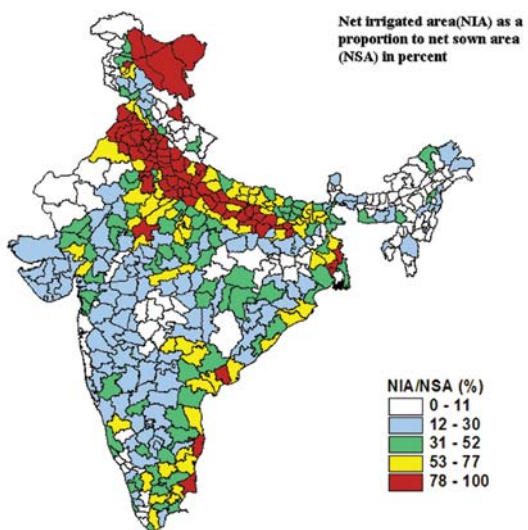 Net irrigated area(NIA) as a
proportion to net sown area
(NSA) in percent
NIA/NSA (%)
0 - 11
12 - 30
31 - 52
53 - 77
78 - 100